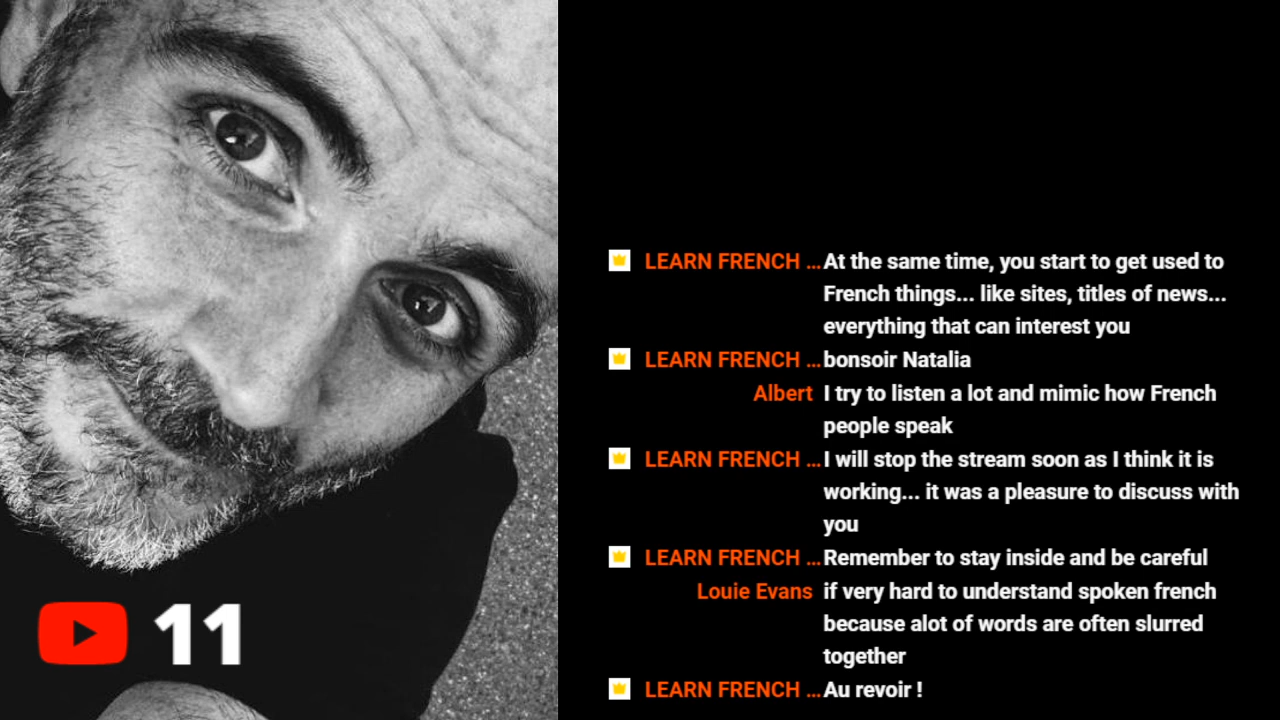 LEARN FRENCH ... At the same time, you start to get used to
French things... like sites, titles of news...
everything that can interest you
LEARN FRENCH ... bonsoir Natalia
Albert I try to listen a lot and mimic how French
people speak
LEARN FRENCH ... I will stop the stream soon as I think it is
working... it was a pleasure to discuss with
you
LEARN FRENCH ... Remember to stay inside and be careful
Louie Evans if very hard to understand spoken french
because alot of words are often slurred
together
LEARN FRENCH ... Au revoir !
11